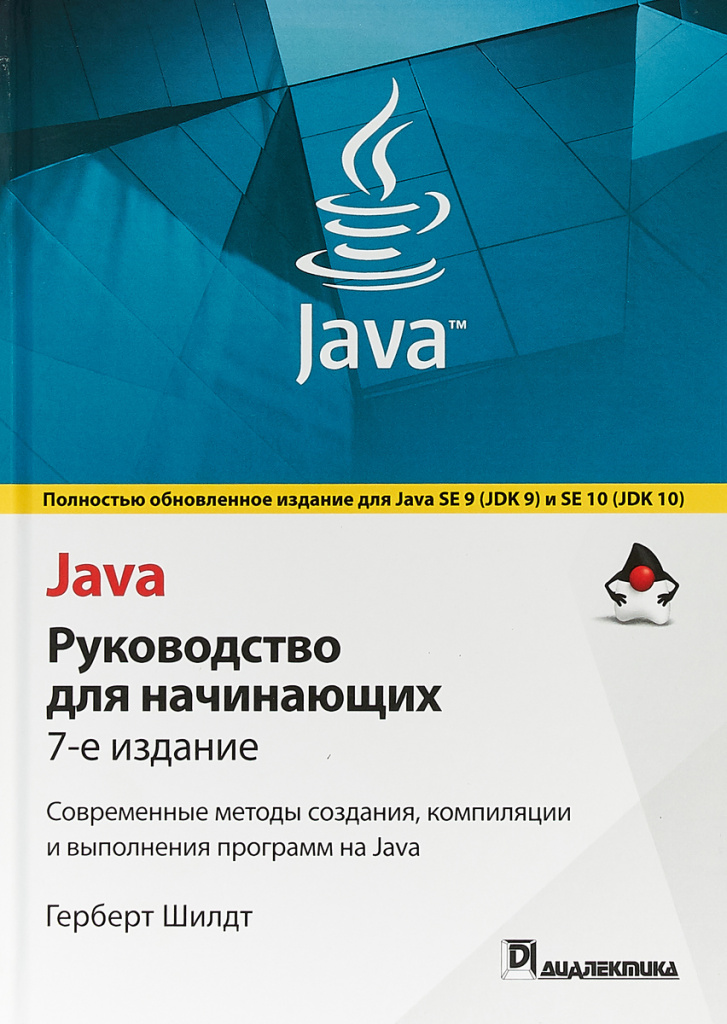 Java™
Полностью обновленное издание для Java SE 9 (JDK 9) и SE 10 (JDK 10)
Java
Руководство
для начинающих
7-е издание
Современные методы создания, компиляции
и выполнения программ на Java
Герберт Шилдт
ДИАЛЕКТИКА